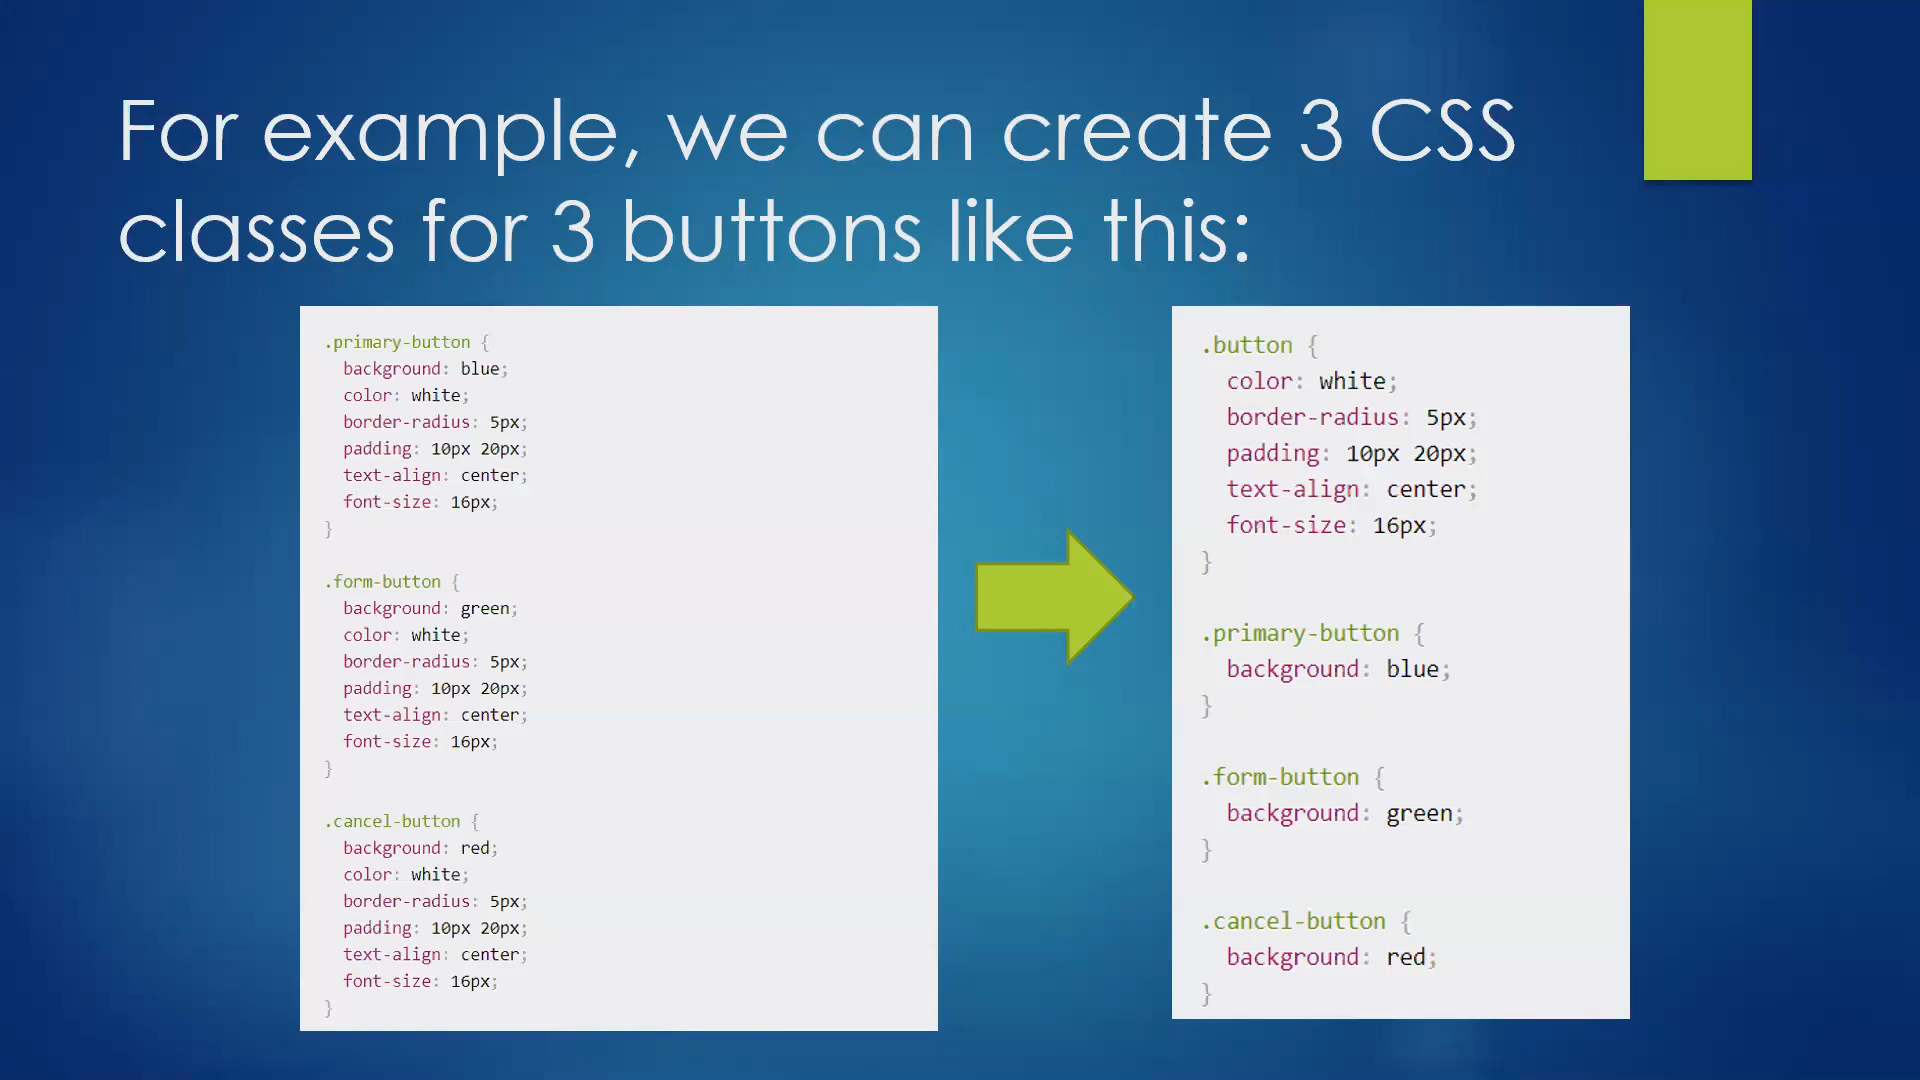 For example, we can create 3 CSS
classes for 3 buttons like this:
.primary-button {
  background: blue;
  color: white;
  border-radius: 5px;
  padding: 10px 20px;
  text-align: center;
  font-size: 16px;
}
.form-button {
  background: green;
  color: white;
  border-radius: 5px;
  padding: 10px 20px;
  text-align: center;
  font-size: 16px;
}
.cancel-button {
  background: red;
  color: white;
  border-radius: 5px;
  padding: 10px 20px;
  text-align: center;
  font-size: 16px;
}
.button {
  color: white;
  border-radius: 5px;
  padding: 10px 20px;
  text-align: center;
  font-size: 16px;
}
.primary-button {
  background: blue;
}
.form-button {
  background: green;
}
.cancel-button {
  background: red;
}